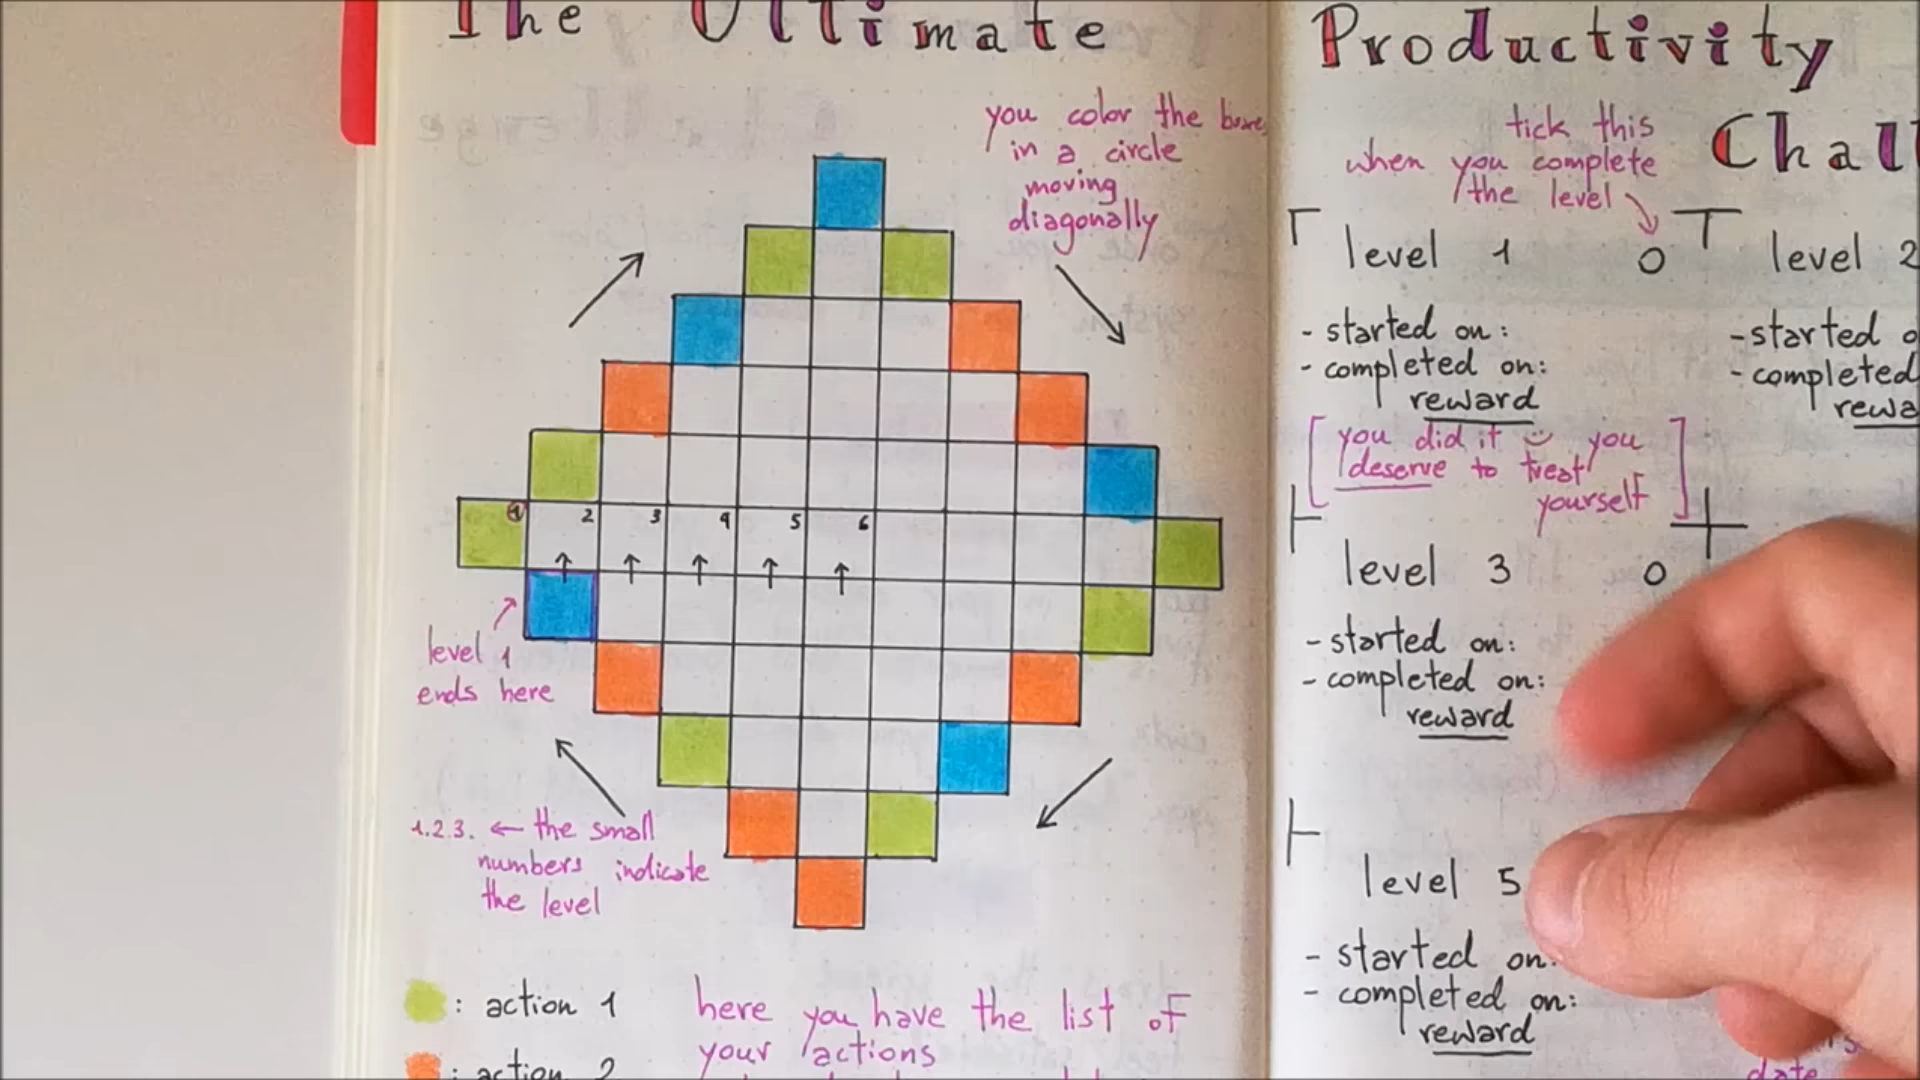 The Ultimate
you color the boxes
in a circle
moving
diagonally
1 2 3 4 5 6
level 1
ends here
1.2.3. ← the small
numbers indicate
the level
: action 1
here you have the list of
your actions
: action 2
Productivity
tick this
when you complete
the level
level 1 O
- started on:
- completed on:
reward
you did it you
deserve to treat
yourself
level 2
- started
- completed
level 3 O
- started on:
- completed on:
reward
level 5
- started on:
- completed on:
reward
date